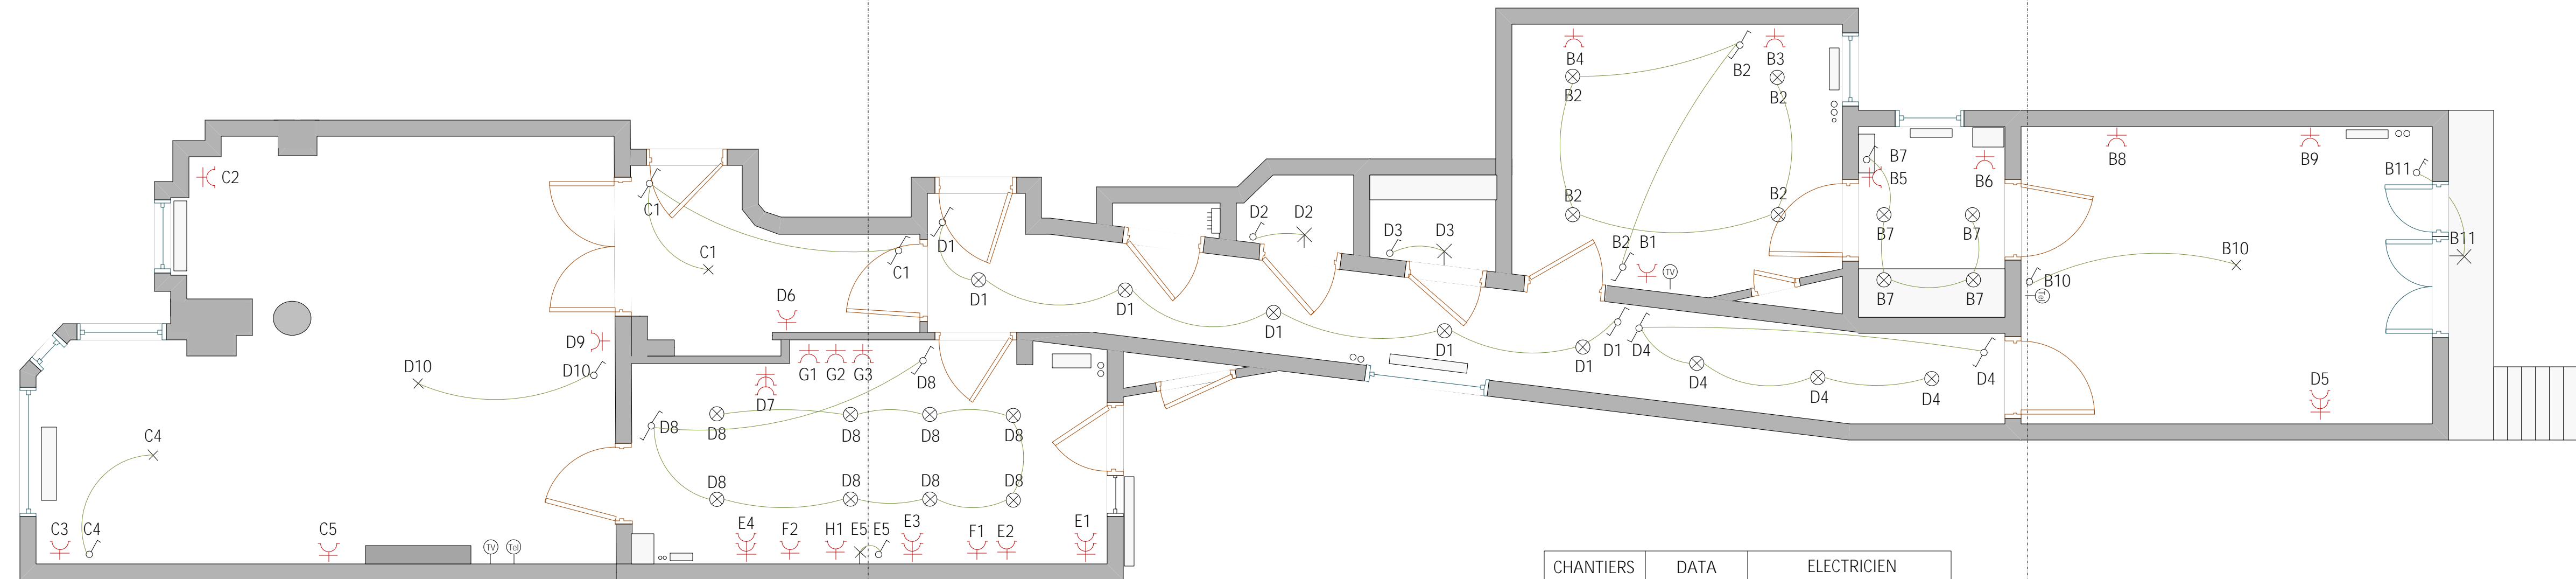 B4
B3
B2
B2
B2
B7
B5
B6
B8
B9
B11
C2
C1
D1
D2
D2
B2
B2
C1
C1
D3
D3
B2
B1
TV
B7
B7
B10
B11
D1
D1
D6
D1
D1
D1
D1
D4
B7
B7
B10
Tel
D9
G1
G2
G3
D8
D10
D10
D7
D4
D4
D4
D4
D5
C4
D8
D8
D8
D8
D8
D8
D8
D8
D8
C3
C4
C5
TV
Tel
E4
F2
H1
E5
E5
E3
F1
E2
E1
CHANTIERS
DATA
ELECTRICIEN